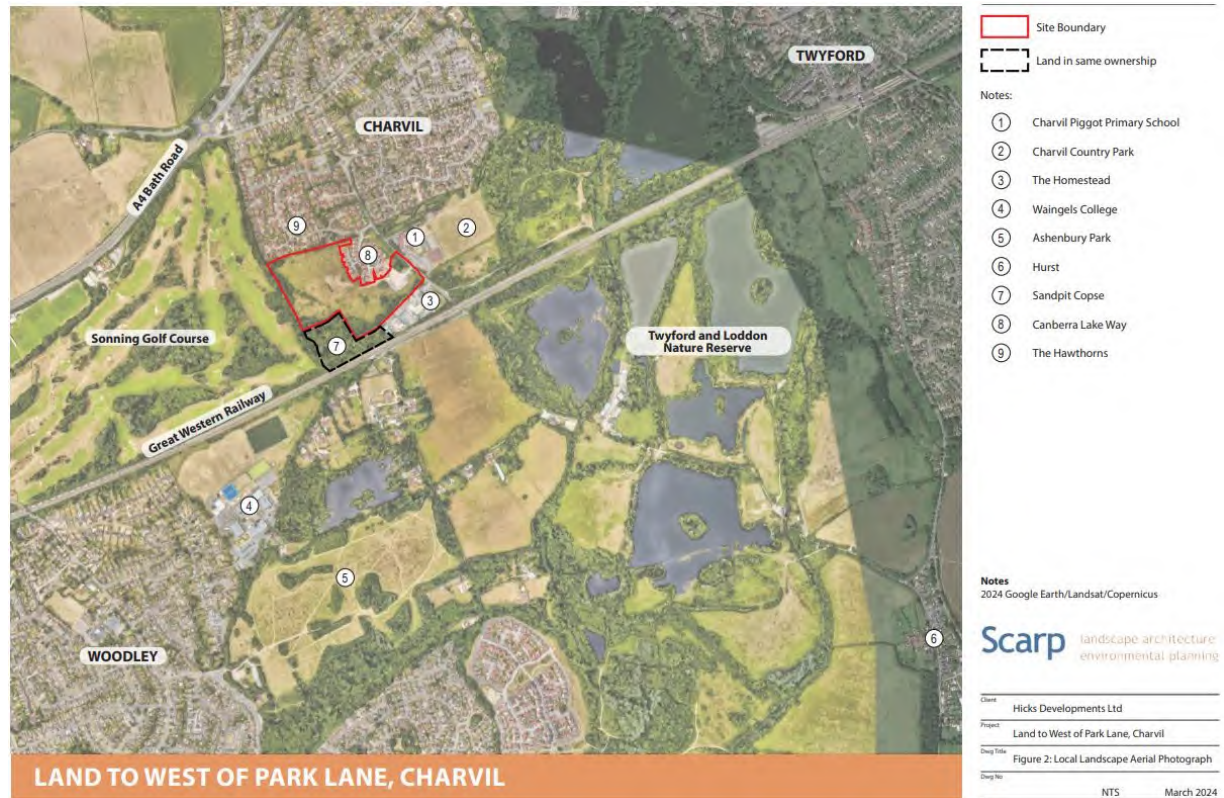 TWYFORD
CHARVIL
A4 Bath Road
9
1
2
8
3
Sonning Golf Course
7
Twyford and Loddon
Nature Reserve
Great Western Railway
4
5
WOODLEY
6
LAND TO WEST OF PARK LANE, CHARVIL
Site Boundary
Land in same ownership
Notes:
1 Charvil Piggot Primary School
2 Charvil Country Park
3 The Homestead
4 Waingels College
5 Ashenbury Park
6 Hurst
7 Sandpit Copse
8 Canberra Lake Way
9 The Hawthorns
Notes
2024 Google Earth/Landsat/Copernicus
Scarp landscape architecture
environmental planning
Client
Hicks Developments Ltd
Project
Land to West of Park Lane, Charvil
Dwg Title
Figure 2: Local Landscape Aerial Photograph
Dwg No
NTS March 2024